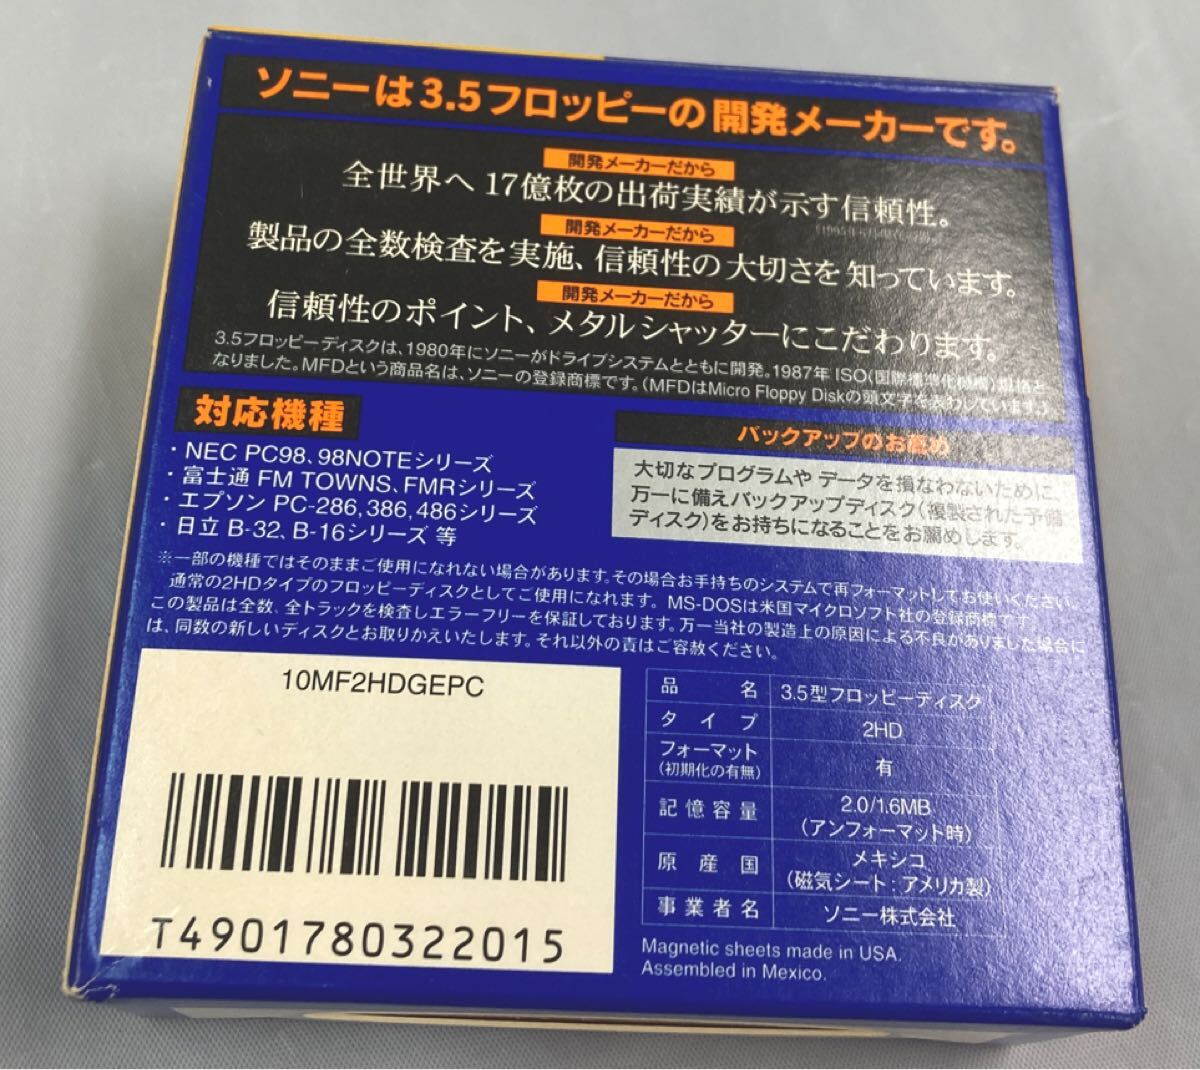 ソニーは3.5フロッピーの開発メーカーです。
開発メーカーだから
全世界へ17億枚の出荷実績が示す信頼性。
開発メーカーだから
製品の全数検査を実施、信頼性の大切さを知っています。
開発メーカーだから
信頼性のポイント、メタルシャッターにこだわります。
3.5フロッピーディスクは、1980年にソニーがドライブシステムとともに開発。1987年 ISO(国際標準化機構)規格と
なりました。MFDという商品名は、ソニーの登録商標です。(MFDはMicro Floppy Diskの頭文字を表わしています。)
対応機種
・NEC PC98、98NOTEシリーズ
・富士通 FM TOWNS、FMRシリーズ
・エプソン PC-286,386,486シリーズ
・日立 B-32、B-16シリーズ 等
バックアップのお薦め
大切なプログラムや データを損なわないために、
万一に備えバックアップディスク(複製された予備
ディスク)をお持ちになることをお薦めします。
※一部の機種ではそのままご使用になれない場合があります。その場合お手持ちのシステムで再フォーマットしてお使いください。
通常の2HDタイプのフロッピーディスクとしてご使用になれます。 MS-DOSは米国マイクロソフト社の登録商標です。
この製品は全数、全トラックを検査しエラーフリーを保証しております。万一当社の製造上の原因による不良がありました場合に
は、同数の新しいディスクとお取りかえいたします。それ以外の責はご容赦ください。
10MF2HDGEPC
T4901780322015
品名 3.5型フロッピーディスク
タイプ 2HD
フォーマット
(初期化の有無) 有
記憶容量 2.0/1.6MB
(アンフォーマット時)
原産国 メキシコ
(磁気シート:アメリカ製)
事業者名 ソニー株式会社
Magnetic sheets made in USA.
Assembled in Mexico.